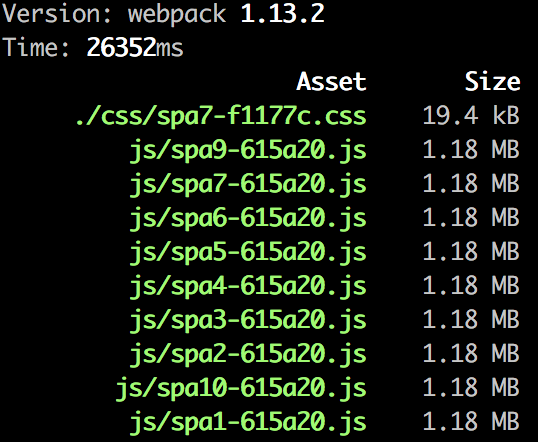 Version: webpack 1.13.2
Time: 26352ms
Asset Size
./css/spa7-f1177c.css 19.4 kB
js/spa9-615a20.js 1.18 MB
js/spa7-615a20.js 1.18 MB
js/spa6-615a20.js 1.18 MB
js/spa5-615a20.js 1.18 MB
js/spa4-615a20.js 1.18 MB
js/spa3-615a20.js 1.18 MB
js/spa2-615a20.js 1.18 MB
js/spa10-615a20.js 1.18 MB
js/spa1-615a20.js 1.18 MB